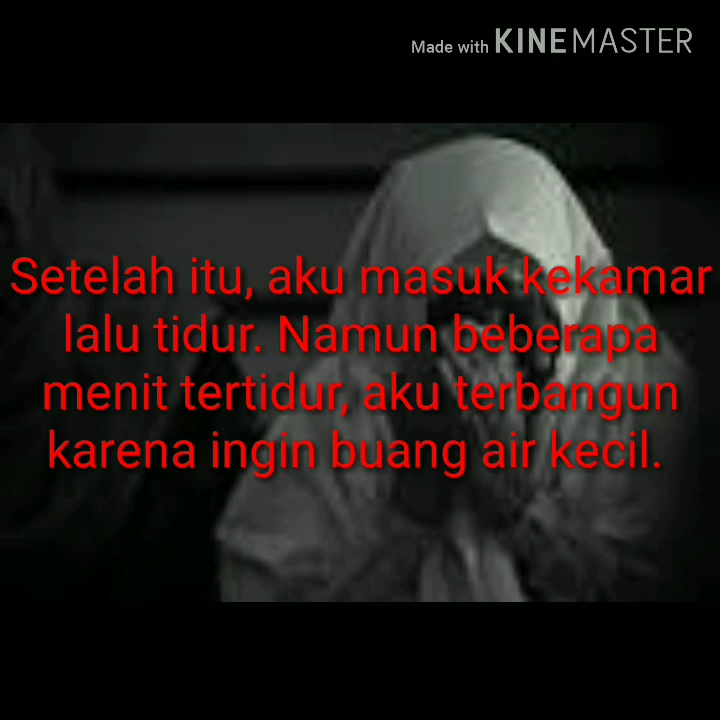 Made with KINEMASTER
Setelah itu, aku masuk kekamar
lalu tidur. Namun beberapa
menit tertidur, aku terbangun
karena ingin buang air kecil.